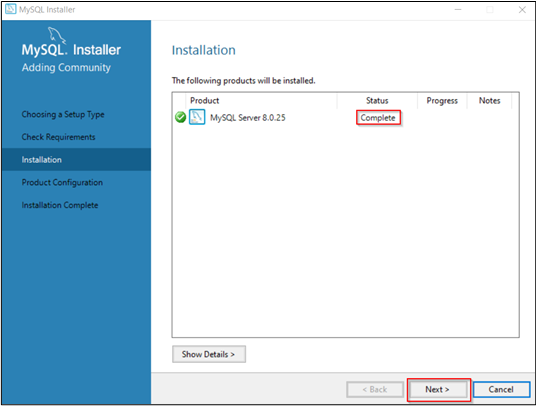 MySQL Installer
MySQL. Installer
Adding Community
Choosing a Setup Type
Check Requirements
Installation
Product Configuration
Installation Complete
Installation
The following products will be installed.
Product Status Progress Notes
MySQL Server 8.0.25 Complete
Show Details >
< Back Next > Cancel